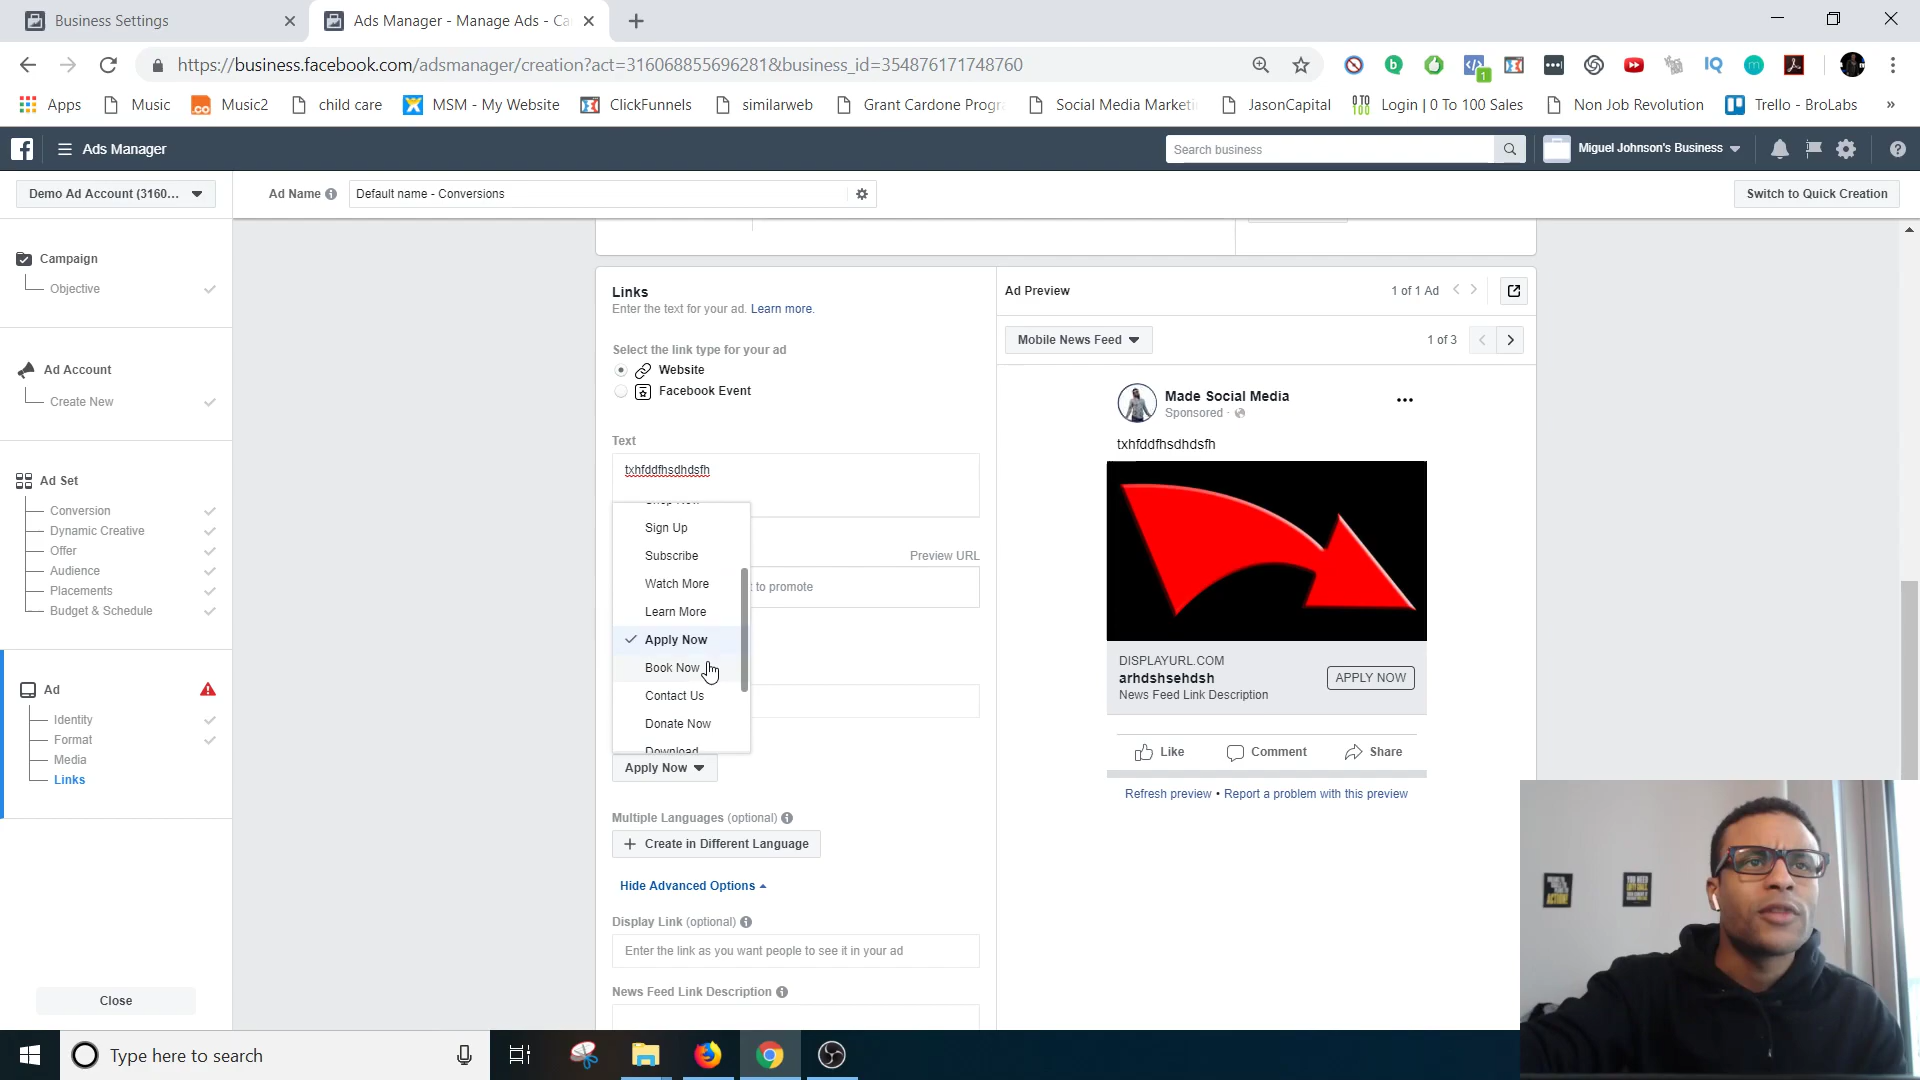 Business Settings
Ads Manager - Manage Ads - Ca
https://business.facebook.com/adsmanager/creation?act=316068855696281&business_id=354876171748760
1
Apps
Music
Music2
child care
MSM - My Website
ClickFunnels
similarweb
Grant Cardone Progra
Social Media Marketi
JasonCapital
Login | 0 To 100 Sales
Non Job Revolution
Trello - BroLabs
»
Ads Manager
Search business
Miguel Johnson's Business
Demo Ad Account (3160...
Ad Name
Default name - Conversions
Switch to Quick Creation
Campaign
Objective
Ad Account
Create New
Ad Set
Conversion
Dynamic Creative
Offer
Audience
Placements
Budget & Schedule
Ad
Identity
Format
Media
Links
Close
Links
Enter the text for your ad. Learn more.
Select the link type for your ad
Website
Facebook Event
Text
txhfddfhsdhdsfh
Sign Up
Subscribe
Watch More
Learn More
Apply Now
Book Now
Contact Us
Donate Now
Download
Preview URL
t to promote
Apply Now
Multiple Languages (optional)
Create in Different Language
Hide Advanced Options
Display Link (optional)
Enter the link as you want people to see it in your ad
News Feed Link Description
Ad Preview
1 of 1 Ad
Mobile News Feed
1 of 3
Made Social Media
Sponsored ·
txhfddfhsdhdsfh
DISPLAYURL.COM
arhdshsehdsh
News Feed Link Description
APPLY NOW
Like
Comment
Share
Refresh preview • Report a problem with this preview
Type here to search